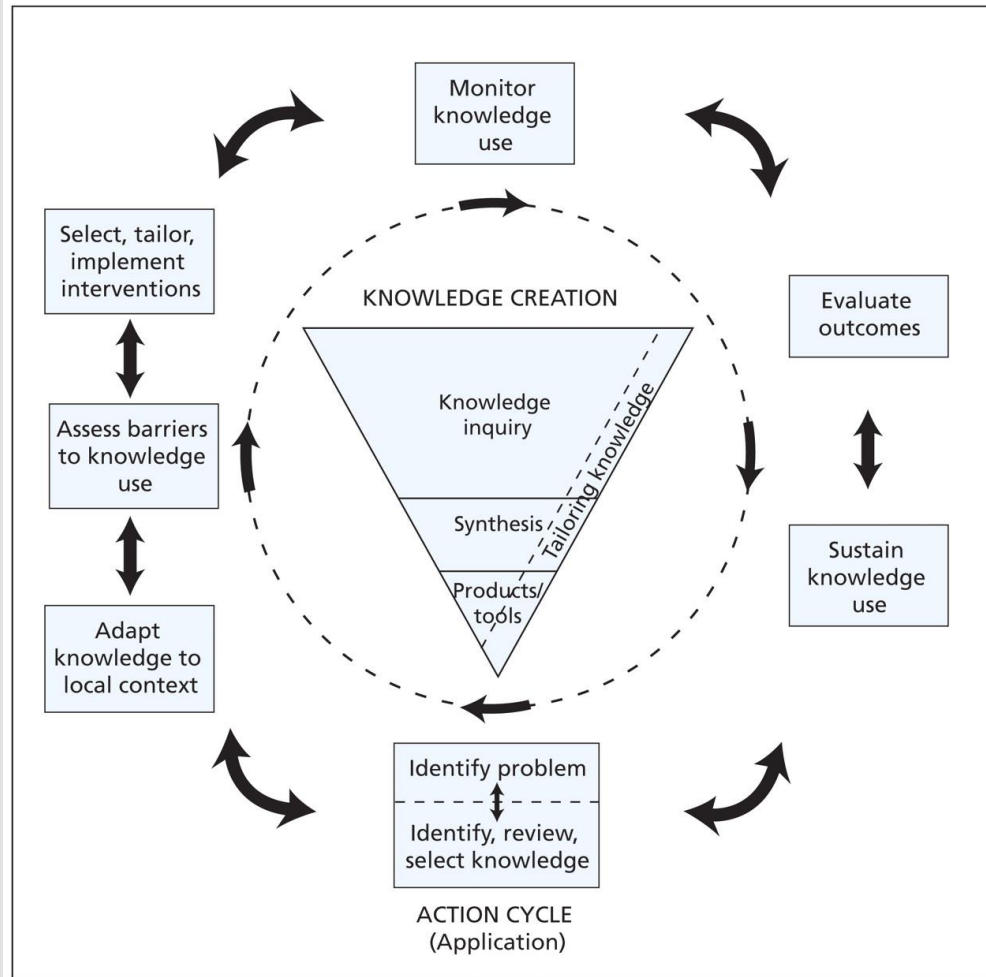 Monitor
knowledge
use
Select, tailor,
implement
interventions
KNOWLEDGE CREATION
Evaluate
outcomes
Knowledge
inquiry
Tailoring knowledge
Assess barriers
to knowledge
use
Synthesis
Sustain
knowledge
use
Products/
tools
Adapt
knowledge to
local context
Identify problem
Identify, review,
select knowledge
ACTION CYCLE
(Application)